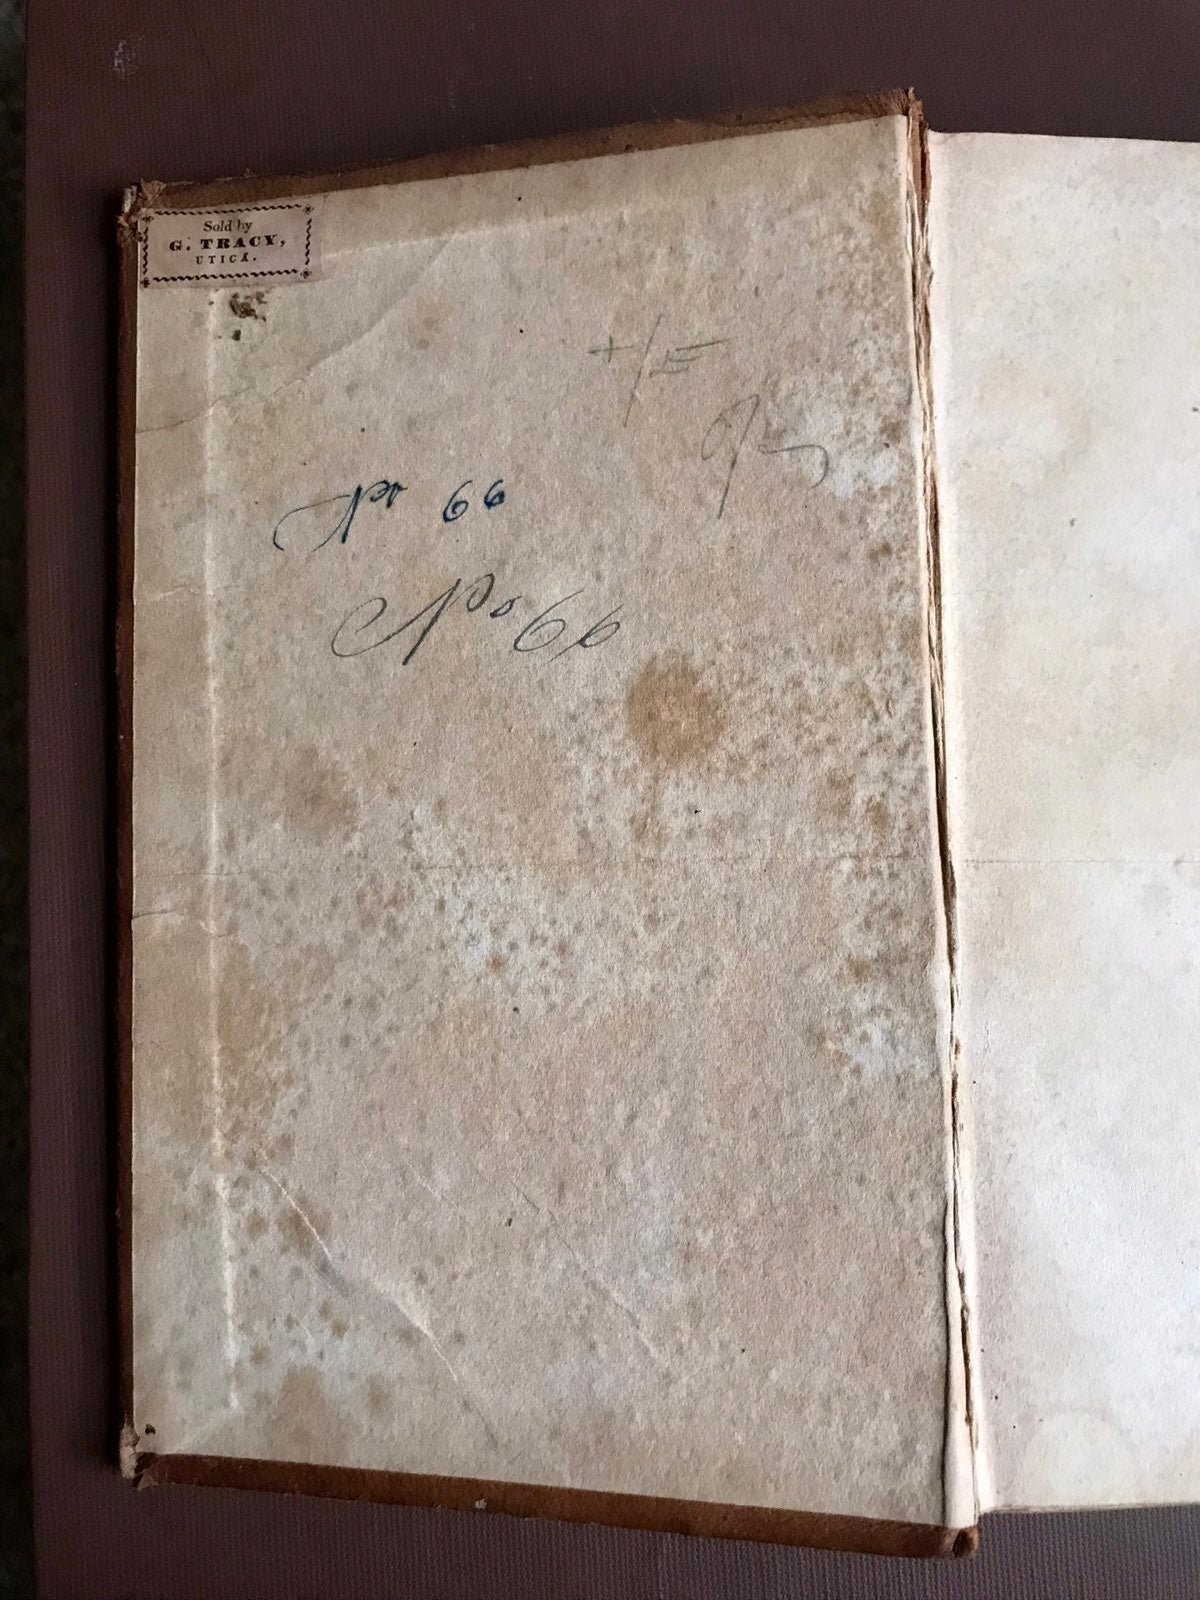 Sold by
G. TRACY,
UTICA.
No 66
No 66